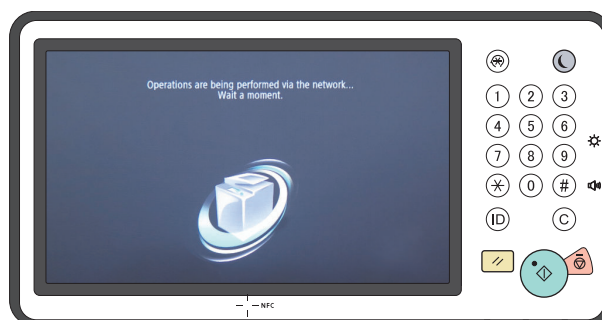 Operations are being performed via the network...
Wait a moment.
1 2 3
4 5 6
7 8 9
0 #
ID C
NFC